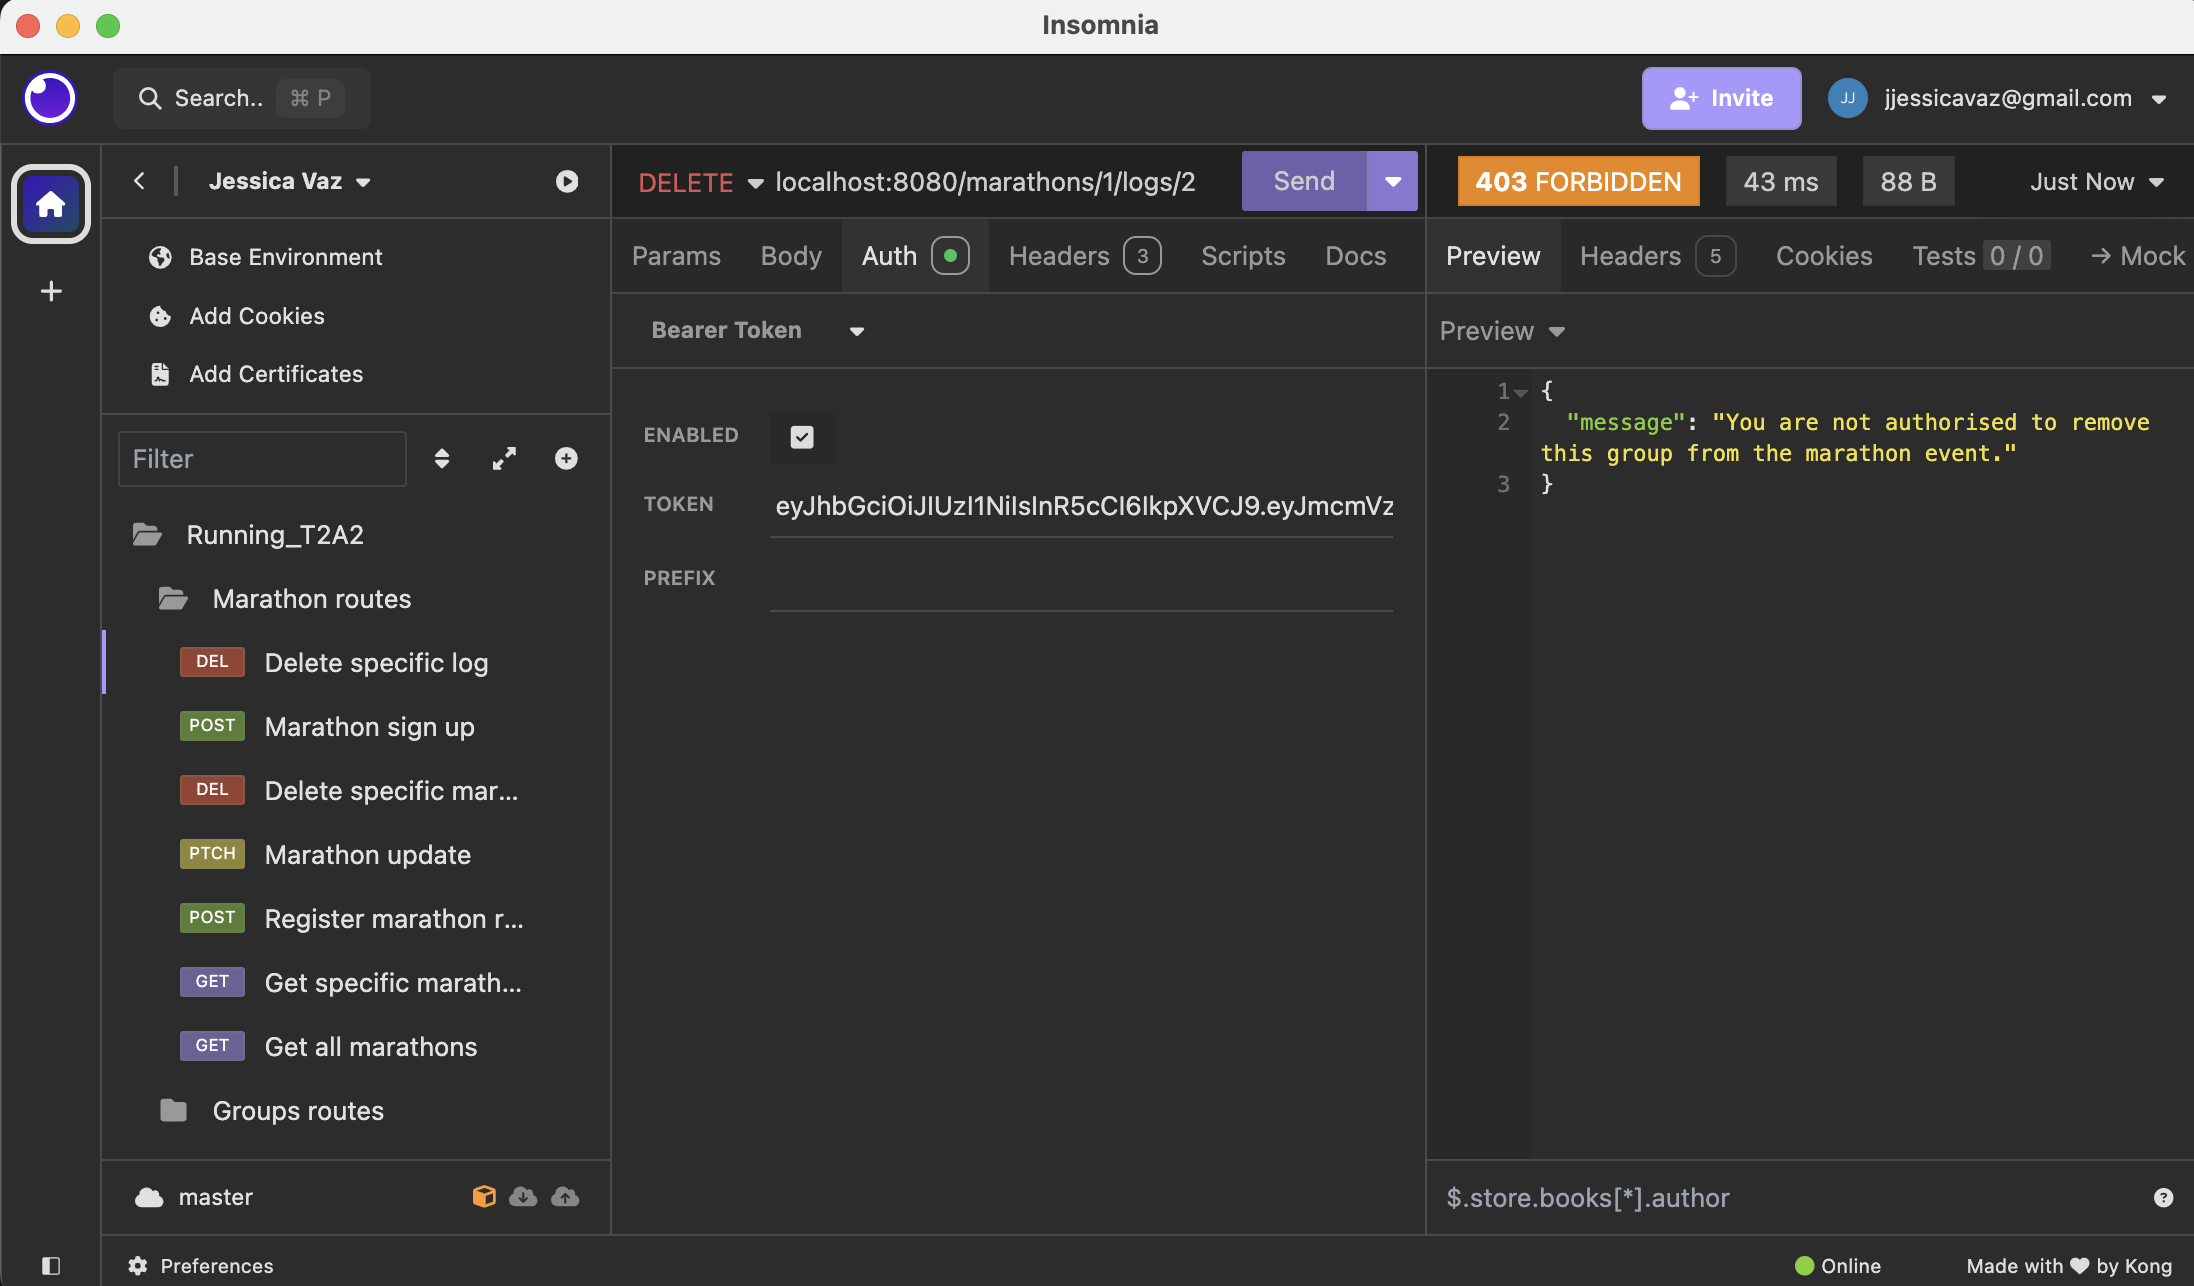 Insomnia
Search.. ⌘ P
Invite
JJ
jjessicavaz@gmail.com
Jessica Vaz
Base Environment
Add Cookies
Add Certificates
Filter
Running_T2A2
Marathon routes
DEL Delete specific log
POST Marathon sign up
DEL Delete specific mar...
PTCH Marathon update
POST Register marathon r...
GET Get specific marath...
GET Get all marathons
Groups routes
master
Preferences
DELETE localhost:8080/marathons/1/logs/2 Send
Params Body Auth Headers 3 Scripts Docs
Bearer Token
ENABLED
TOKEN eyJhbGciOiJIUzI1NiIsInR5cCI6IkpXVCJ9.eyJmcmVz
PREFIX
403 FORBIDDEN 43 ms 88 B Just Now
Preview Headers 5 Cookies Tests 0 / 0 → Mock
Preview
1 {
2 "message": "You are not authorised to remove
this group from the marathon event."
3 }
$.store.books[*].author ?
Online
Made with ♥ by Kong